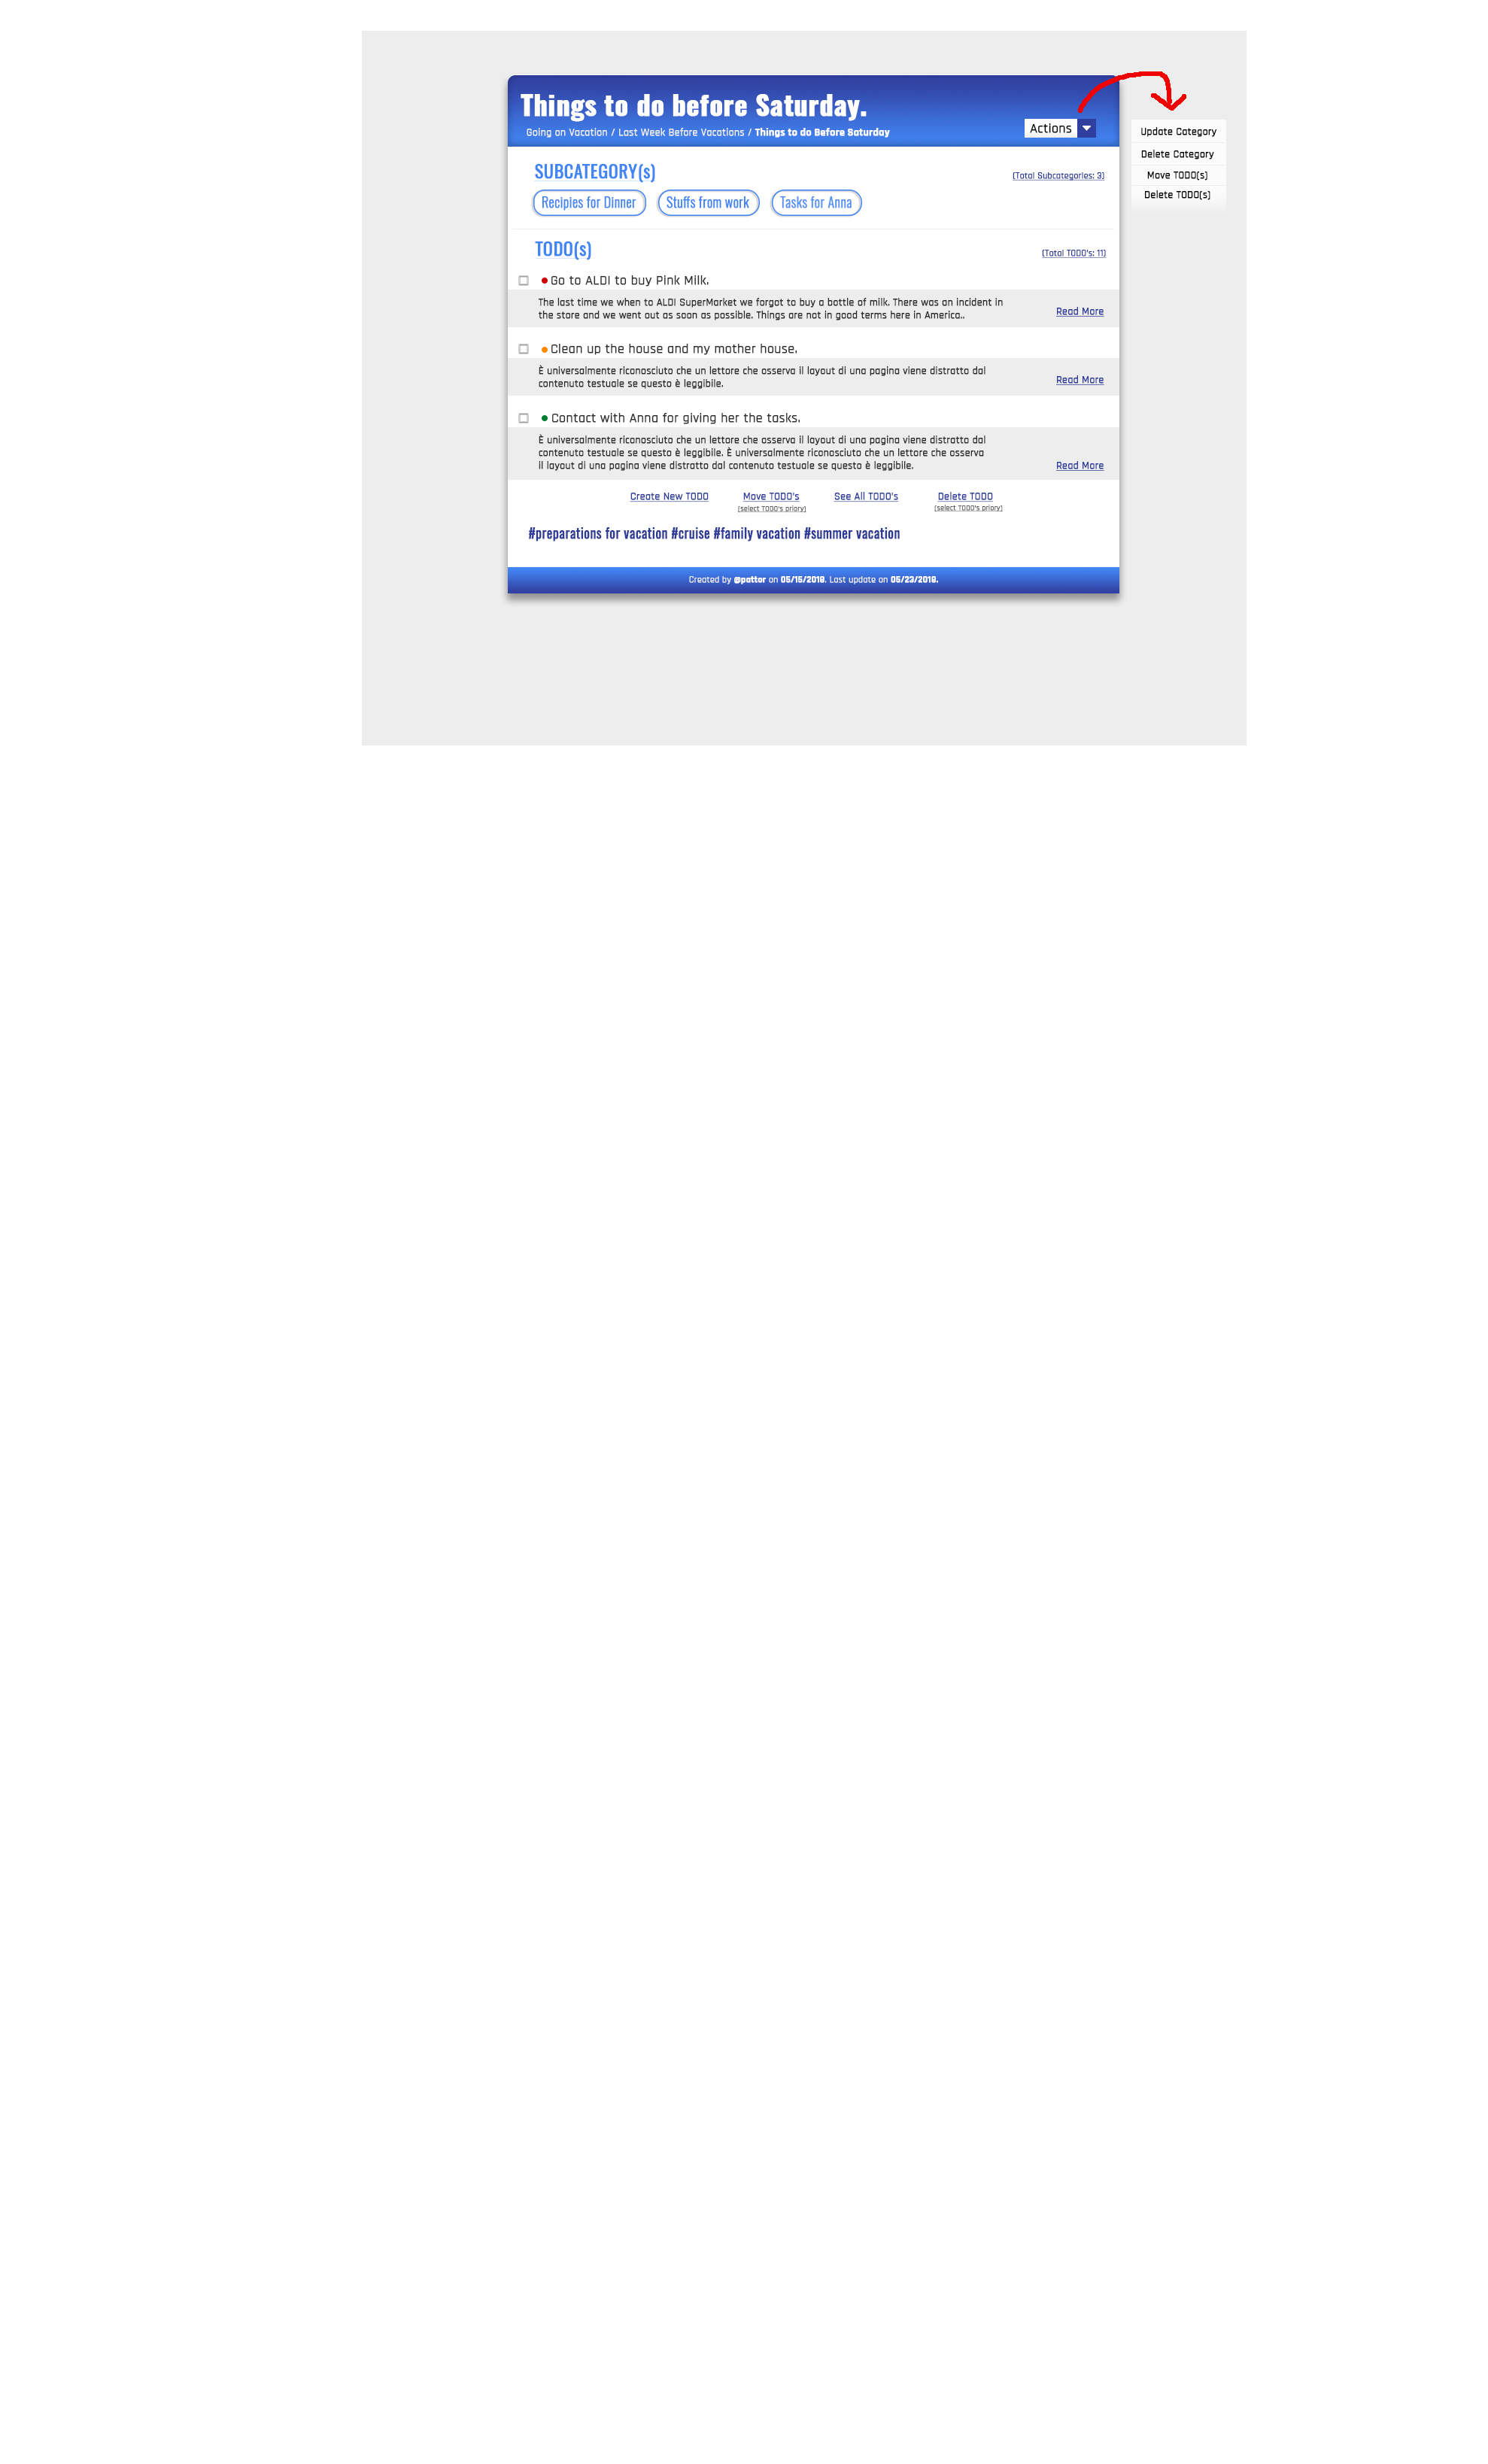 Things to do before Saturday.
Going on Vacation / Last Week Before Vacations / Things to do Before Saturday
Actions
Update Category
Delete Category
Move TODO(s)
Delete TODO(s)
SUBCATEGORY(s)
(Total Subcategories: 3)
Recipies for Dinner
Stuffs from work
Tasks for Anna
TODO(s)
(Total TODO's: 11)
Go to ALDI to buy Pink Milk.
The last time we when to ALDI SuperMarket we forgot to buy a bottle of milk. There was an incident in
the store and we went out as soon as possible. Things are not in good terms here in America..
Read More
Clean up the house and my mother house.
È universalmente riconosciuto che un lettore che osserva il layout di una pagina viene distratto dal
contenuto testuale se questo è leggibile.
Read More
Contact with Anna for giving her the tasks.
È universalmente riconosciuto che un lettore che osserva il layout di una pagina viene distratto dal
contenuto testuale se questo è leggibile. È universalmente riconosciuto che un lettore che osserva
il layout di una pagina viene distratto dal contenuto testuale se questo è leggibile.
Read More
Create New TODO
Move TODO's
(select TODO's priory)
See All TODO's
Delete TODO
(select TODO's priory)
#preparations for vacation #cruise #family vacation #summer vacation
Created by @pattor on 05/15/2018. Last update on 05/23/2018.